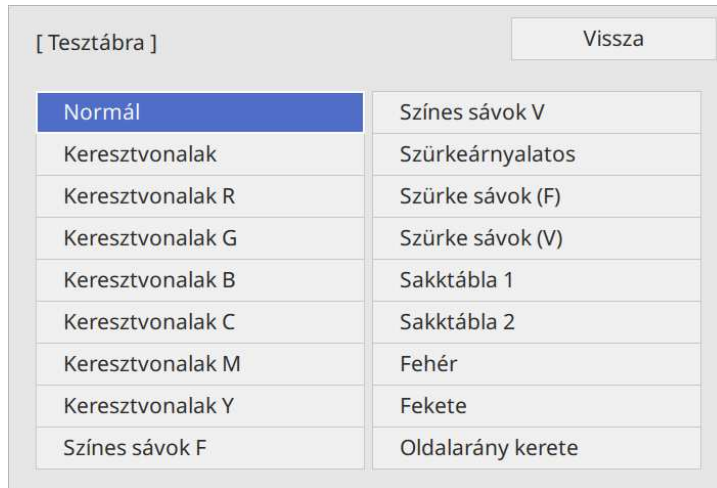 [ Tesztábra ]
Vissza
Normál
Keresztvonalak
Keresztvonalak R
Keresztvonalak G
Keresztvonalak B
Keresztvonalak C
Keresztvonalak M
Keresztvonalak Y
Színes sávok F
Színes sávok V
Szürkeárnyalatos
Szürke sávok (F)
Szürke sávok (V)
Sakktábla 1
Sakktábla 2
Fehér
Fekete
Oldalarány kerete